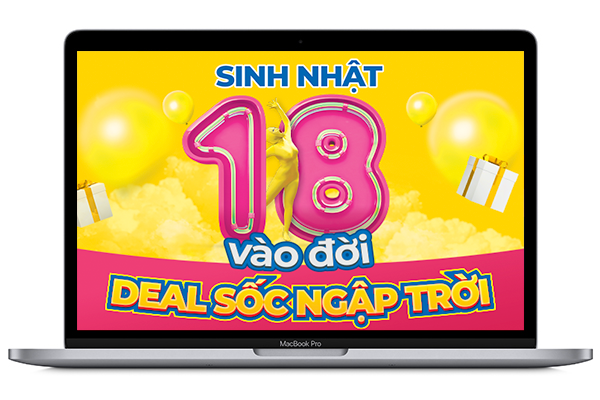 SINH NHẬT
18
vào đời
DEAL SỐC NGẬP TRỜI
MacBook Pro